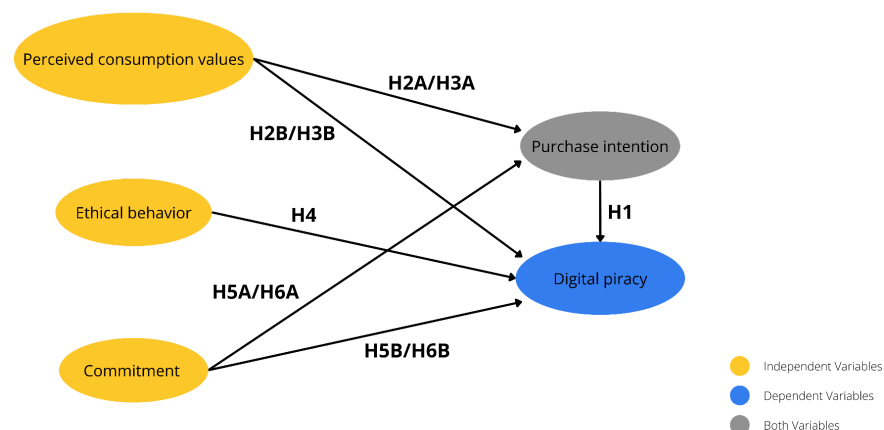 Perceived consumption values
H2A/H3A
H2B/H3B
Purchase intention
Ethical behavior
H4
H1
Digital piracy
H5A/H6A
H5B/H6B
Commitment
Independent Variables
Dependent Variables
Both Variables